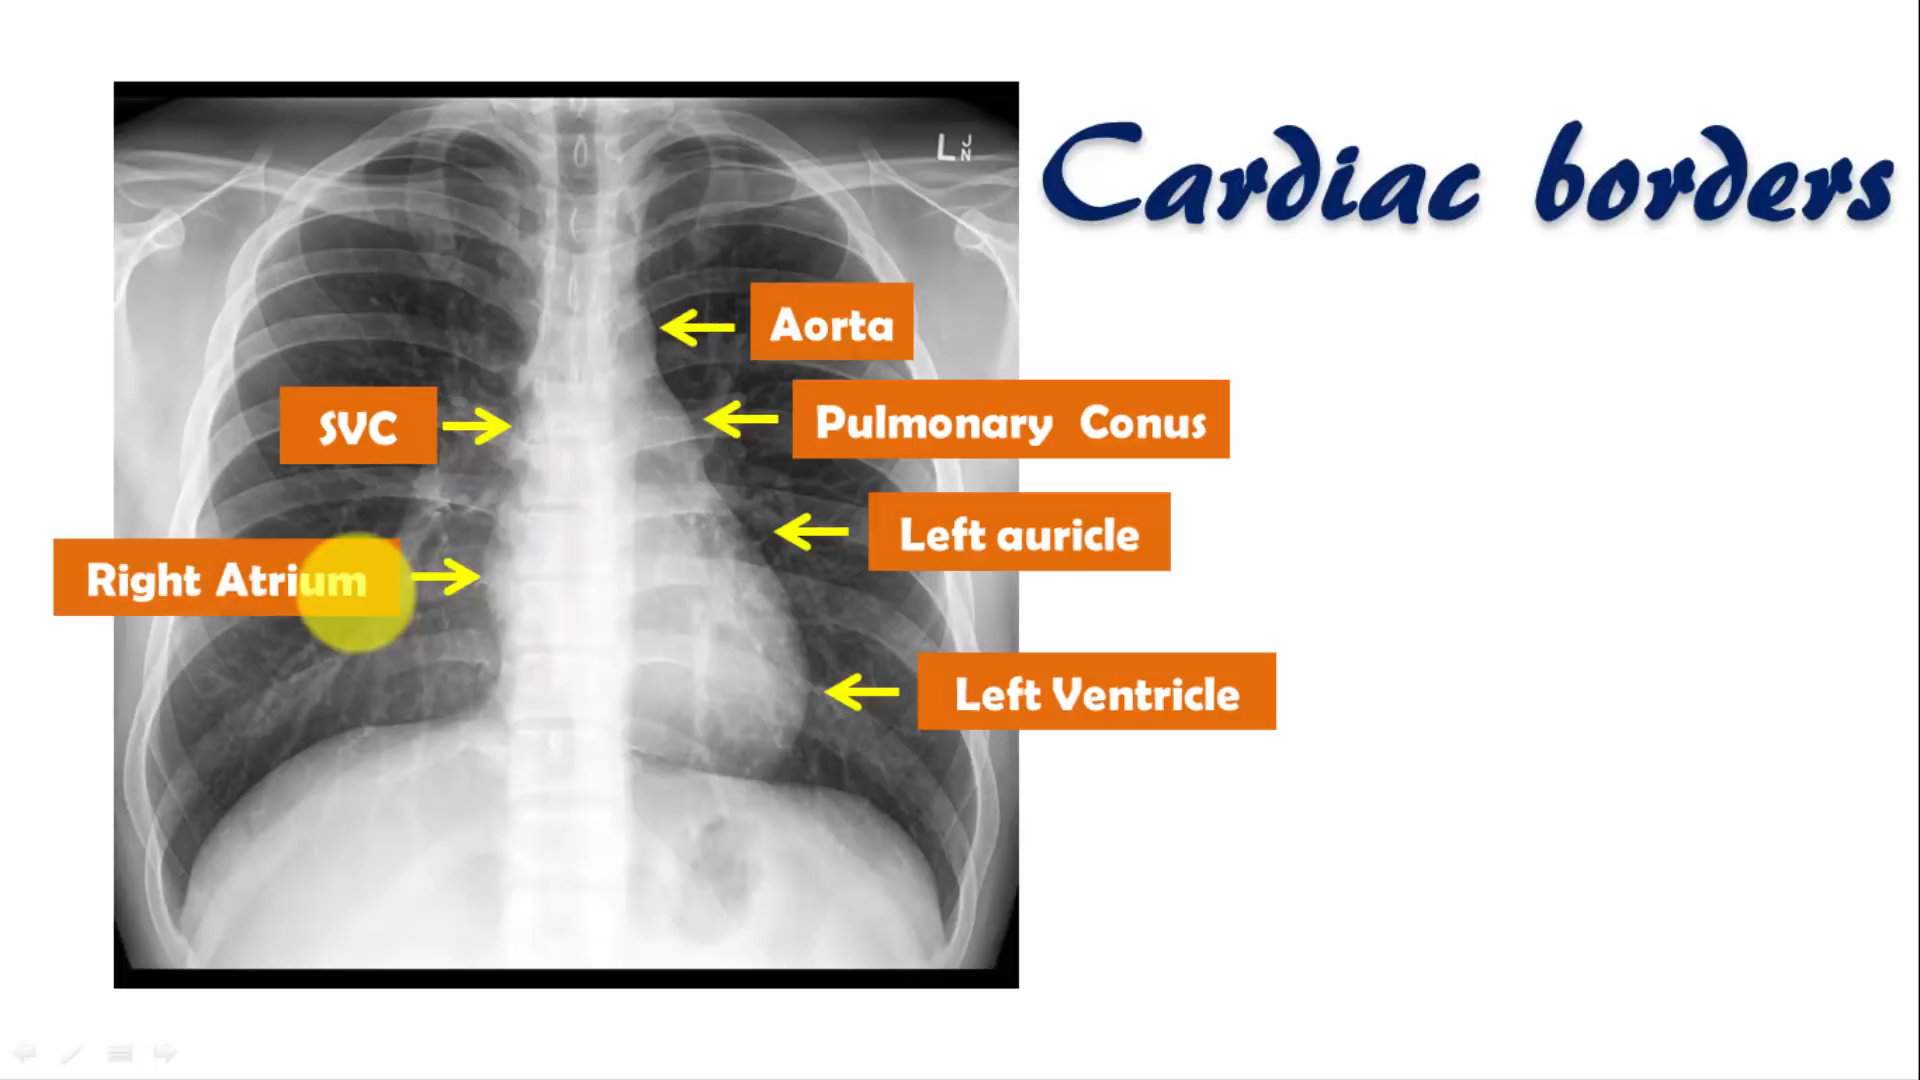 Cardiac borders
L J N
Aorta
SVC
Pulmonary Conus
Left auricle
Right Atrium
Left Ventricle